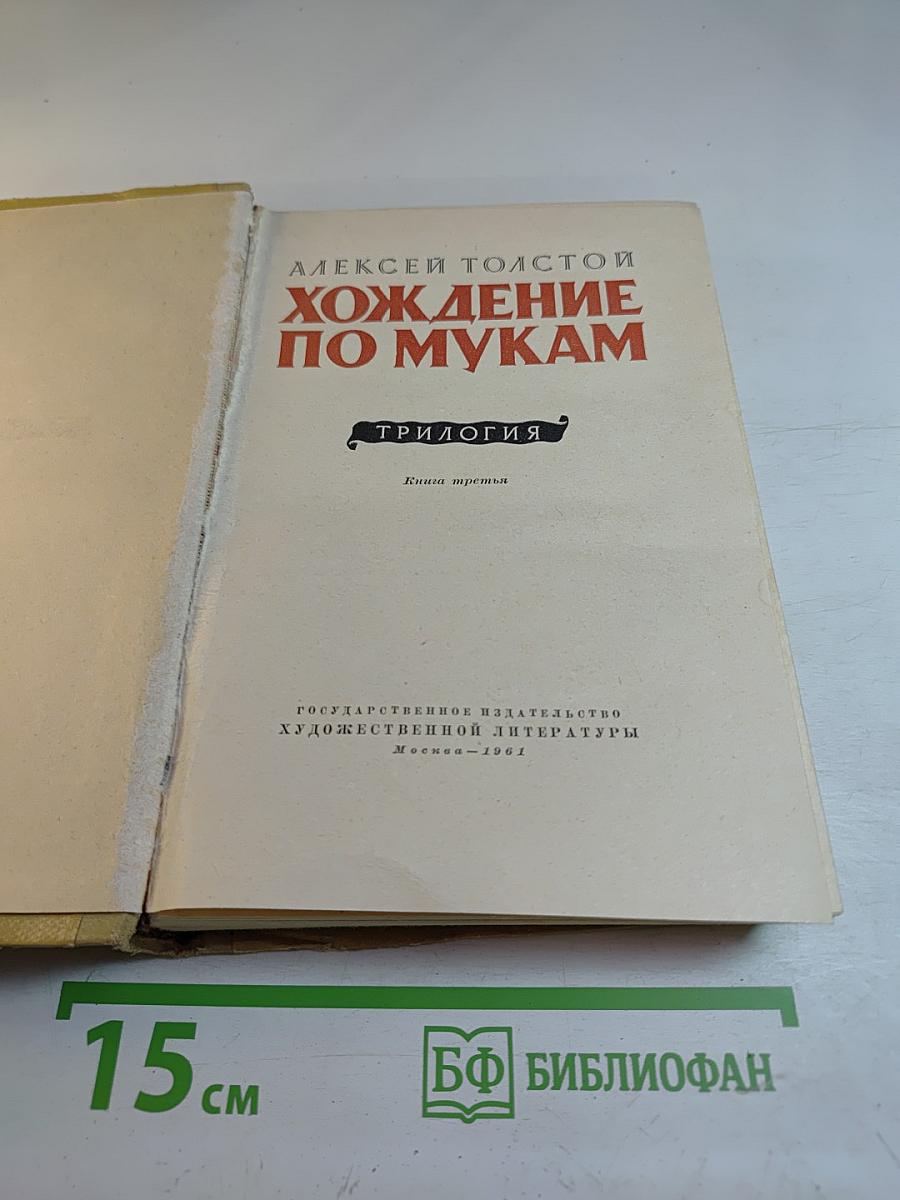 АЛЕКСЕЙ ТОЛСТОЙ
ХОЖДЕНИЕ
ПО МУКАМ
ТРИЛОГИЯ
Книга третья
ГОСУДАРСТВЕННОЕ ИЗДАТЕЛЬСТВО
ХУДОЖЕСТВЕННОЙ ЛИТЕРАТУРЫ
Москва — 1961
15 см
БФ БИБЛИОФАН